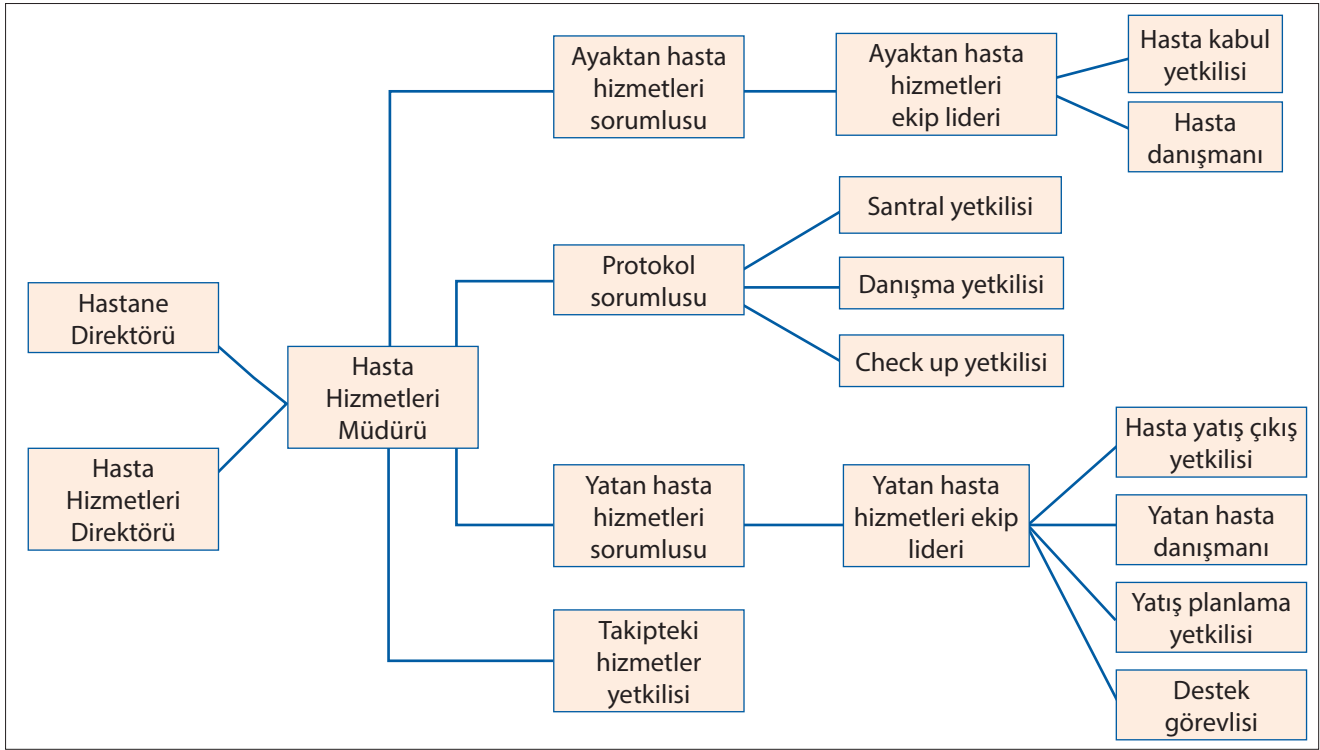 Hastane
Direktörü
Hasta
Hizmetleri
Direktörü
Hasta
Hizmetleri
Müdürü
Ayaktan hasta
hizmetleri
sorumlusu
Ayaktan hasta
hizmetleri
ekip lideri
Hasta kabul
yetkilisi
Hasta
danışmanı
Protokol
sorumlusu
Santral yetkilisi
Danışma yetkilisi
Check up yetkilisi
Yatan hasta
hizmetleri
sorumlusu
Yatan hasta
hizmetleri ekip
lideri
Hasta yatış çıkış
yetkilisi
Yatan hasta
danışmanı
Yatış planlama
yetkilisi
Destek
görevlisi
Takipteki
hizmetler
yetkilisi